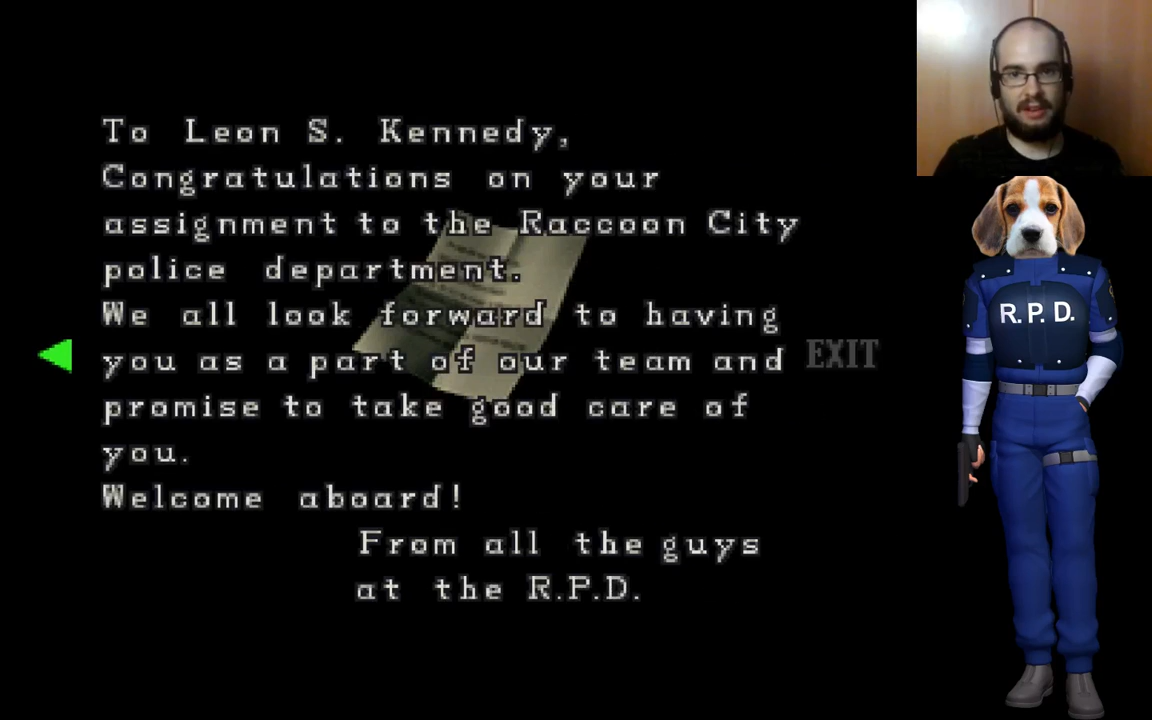 To Leon S. Kennedy,
Congratulations on your
assignment to the Raccoon City
police department.
We all look forward to having
you as a part of our team and
promise to take good care of
you.
Welcome aboard!
From all the guys
at the R.P.D.
EXIT
R.P.D.